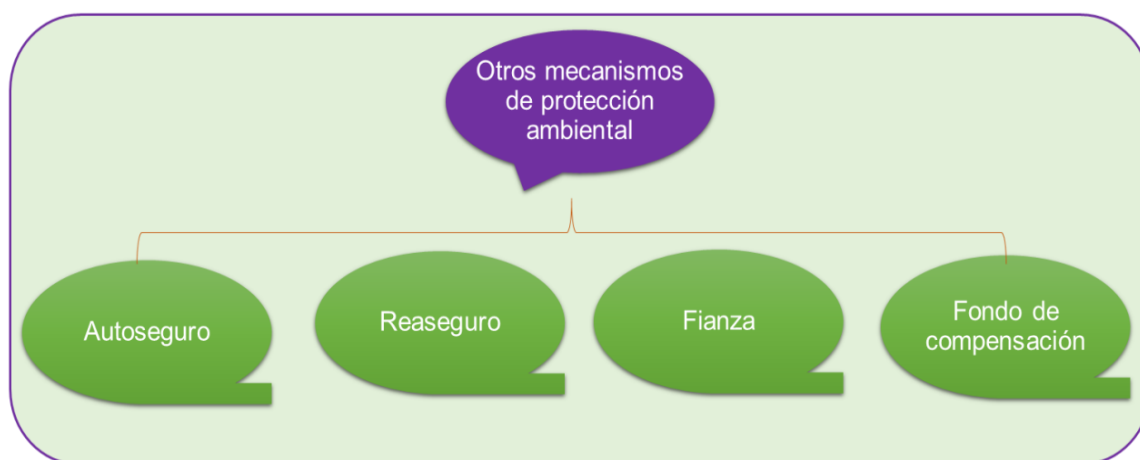 Otros mecanismos
de protección
ambiental
Autoseguro
Reaseguro
Fianza
Fondo de
compensación